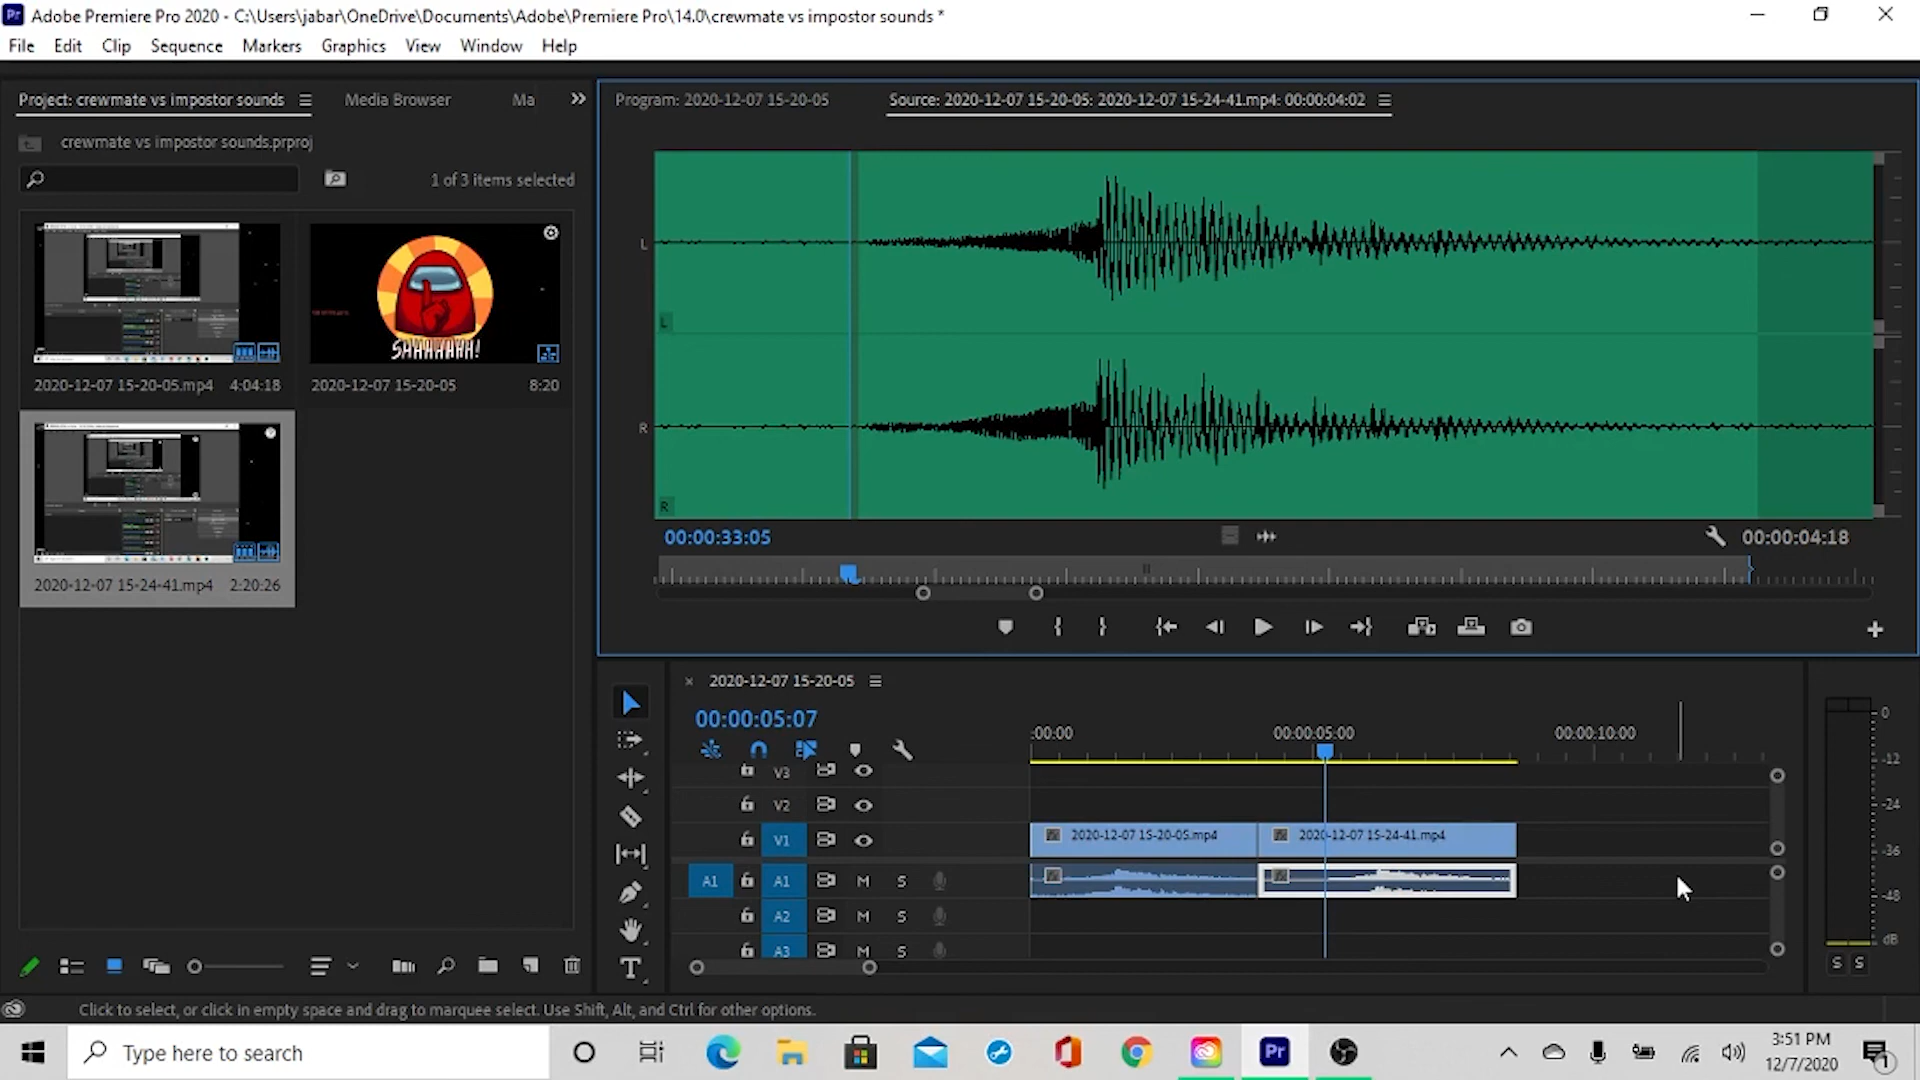 Pr Adobe Premiere Pro 2020 - C:\Users\jabar\OneDrive\Documents\Adobe\Premiere Pro\14.0\crewmate vs impostor sounds *
File Edit Clip Sequence Markers Graphics View Window Help
Project: crewmate vs impostor sounds Media Browser Ma
crewmate vs impostor sounds.prproj
1 of 3 items selected
SHHHHHHH!
2020-12-07 15-20-05.mp4 4:04:18
2020-12-07 15-20-05 8:20
2020-12-07 15-24-41.mp4 2:20:26
Program: 2020-12-07 15-20-05 Source: 2020-12-07 15-20-05: 2020-12-07 15-24-41.mp4: 00:00:04:02
L
L
R
R
00:00:33:05 00:00:04:18
2020-12-07 15-20-05
00:00:05:07
:00:00 00:00:05:00 00:00:10:00
V3
V2
V1 2020-12-07 15-20-05.mp4 2020-12-07 15-24-41.mp4
A1 A1 M S
A2 M S
A3 M S
0
-12
-24
-36
-48
dB
S S
Click to select, or click in empty space and drag to marquee select. Use Shift, Alt, and Ctrl for other options.
Type here to search
Pr
3:51 PM
12/7/2020
1